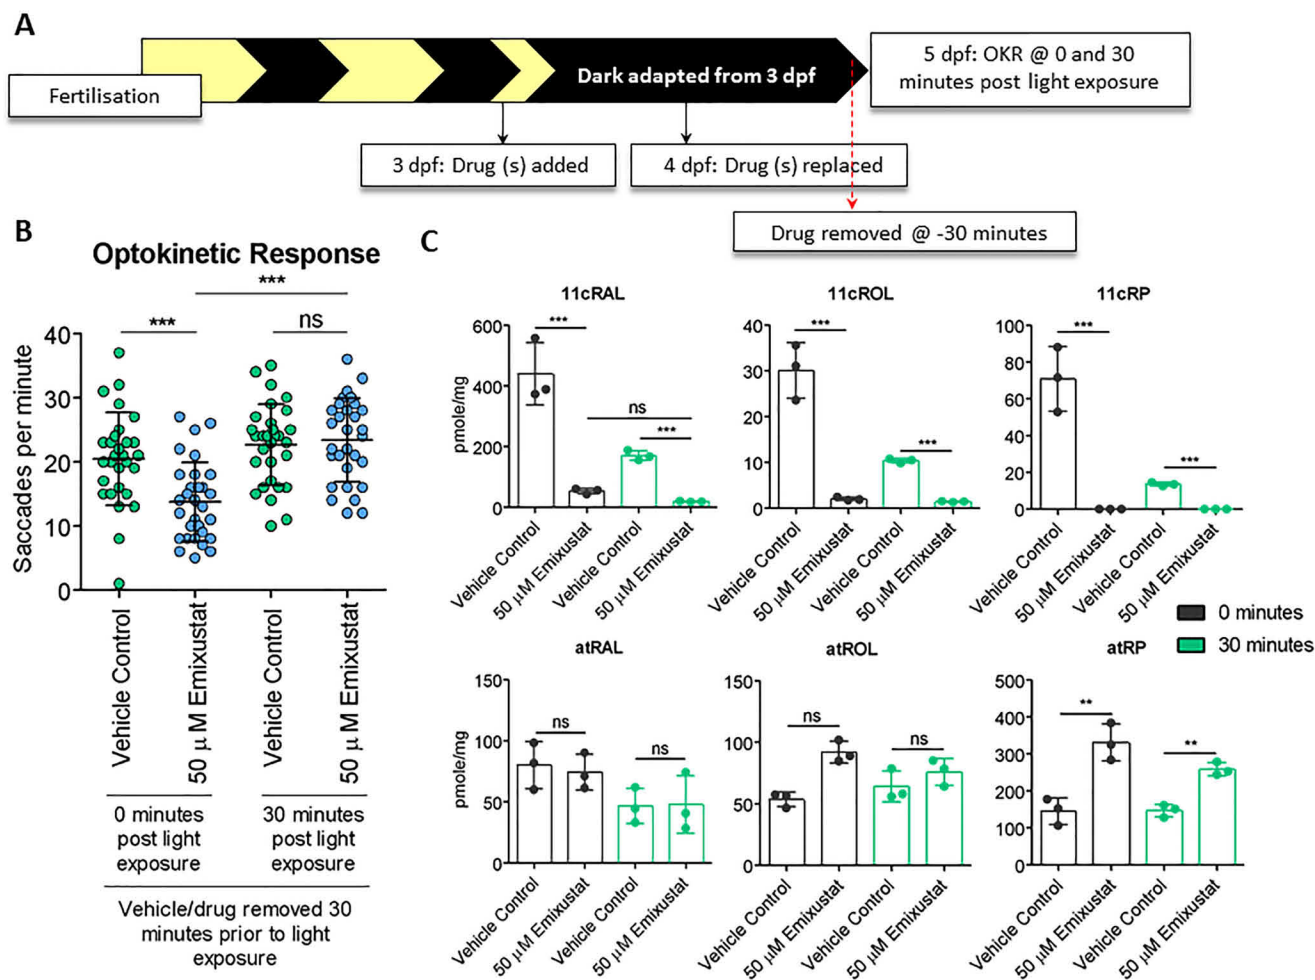 A
Fertilisation
Dark adapted from 3 dpf
5 dpf: OKR @ 0 and 30
minutes post light exposure
3 dpf: Drug (s) added
4 dpf: Drug (s) replaced
Drug removed @ -30 minutes
B
Optokinetic Response
***
***
ns
Saccades per minute
40
30
20
10
0
Vehicle Control
50 µM Emixustat
Vehicle Control
50 µM Emixustat
0 minutes
post light
exposure
30 minutes
post light
exposure
Vehicle/drug removed 30
minutes prior to light
exposure
C
11cRAL
pmole/mg
600
400
200
0
***
ns
***
Vehicle Control
50 µM Emixustat
Vehicle Control
50 µM Emixustat
11cROL
40
30
20
10
0
***
***
Vehicle Control
50 µM Emixustat
Vehicle Control
50 µM Emixustat
11cRP
100
80
60
40
20
0
***
***
Vehicle Control
50 µM Emixustat
Vehicle Control
50 µM Emixustat
0 minutes
30 minutes
atRAL
pmole/mg
150
100
50
0
ns
ns
Vehicle Control
50 µM Emixustat
Vehicle Control
50 µM Emixustat
atROL
150
100
50
0
ns
ns
Vehicle Control
50 µM Emixustat
Vehicle Control
50 µM Emixustat
atRP
500
400
300
200
100
0
**
**
Vehicle Control
50 µM Emixustat
Vehicle Control
50 µM Emixustat